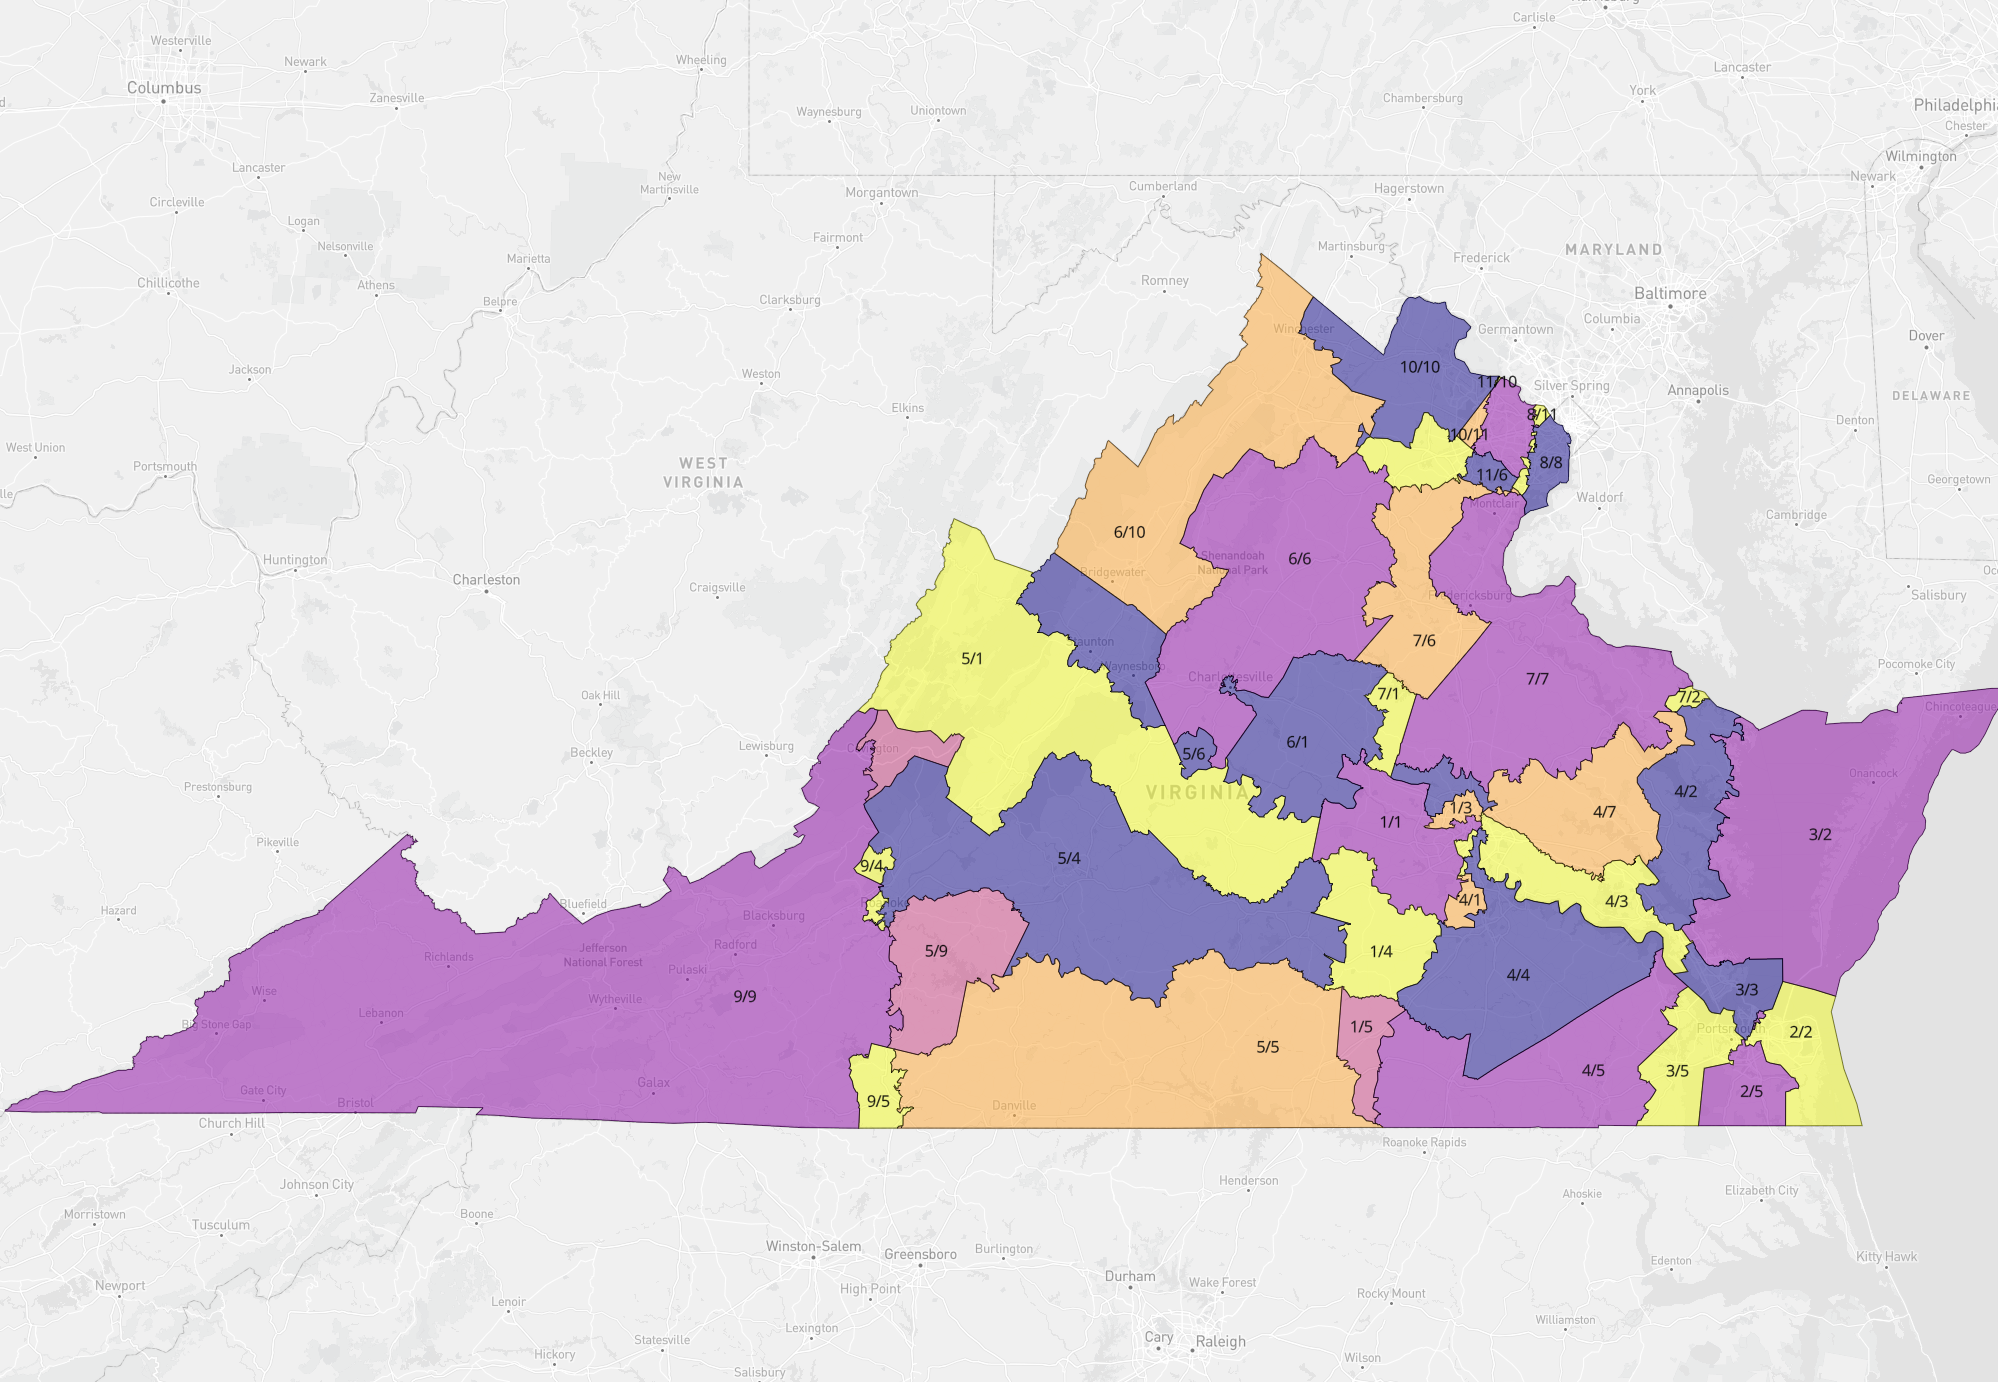 Westerville
Newark
Wheeling
Carlisle
Lancaster
Columbus
Zanesville
Waynesburg
Uniontown
Chambersburg
York
Philadelphia
Chester
Lancaster
New
Martinsville
Morgantown
Cumberland
Hagerstown
Wilmington
Newark
Circleville
Logan
Nelsonville
Fairmont
Martinsburg
Frederick
MARYLAND
Marietta
Chillicothe
Athens
Belpre
Clarksburg
Romney
Baltimore
Columbia
Winchester
Germantown
Dover
Jackson
Weston
10/10
11/10
Silver Spring
Annapolis
DELAWARE
Elkins
8/11
Denton
West Union
10/11
Portsmouth
WEST
VIRGINIA
11/6
8/8
Georgetown
Waldorf
Montclair
Cambridge
6/10
Huntington
Charleston
Craigsville
Bridgewater
Shenandoah
National Park
6/6
Salisbury
Fredericksburg
Staunton
7/6
5/1
Waynesboro
Charlottesville
7/7
Pocomoke City
Oak Hill
7/1
7/2
Chincoteague
Covington
Lewisburg
Beckley
5/6
6/1
Onancock
Prestonsburg
VIRGINIA
4/2
1/3
4/7
1/1
3/2
Pikeville
9/4
5/4
Hazard
Bluefield
Roanoke
Blacksburg
4/1
4/3
Richlands
Jefferson
National Forest
Radford
5/9
1/4
Pulaski
4/4
Wise
Wytheville
9/9
3/3
Lebanon
Big Stone Gap
1/5
5/5
Portsmouth
2/2
Gate City
Bristol
Galax
9/5
Danville
4/5
3/5
2/5
Church Hill
Roanoke Rapids
Johnson City
Henderson
Ahoskie
Elizabeth City
Morristown
Tusculum
Boone
Winston-Salem
Greensboro
Burlington
Edenton
Kitty Hawk
Newport
High Point
Durham
Wake Forest
Rocky Mount
Lenoir
Statesville
Lexington
Cary
Raleigh
Williamston
Hickory
Salisbury
Wilson